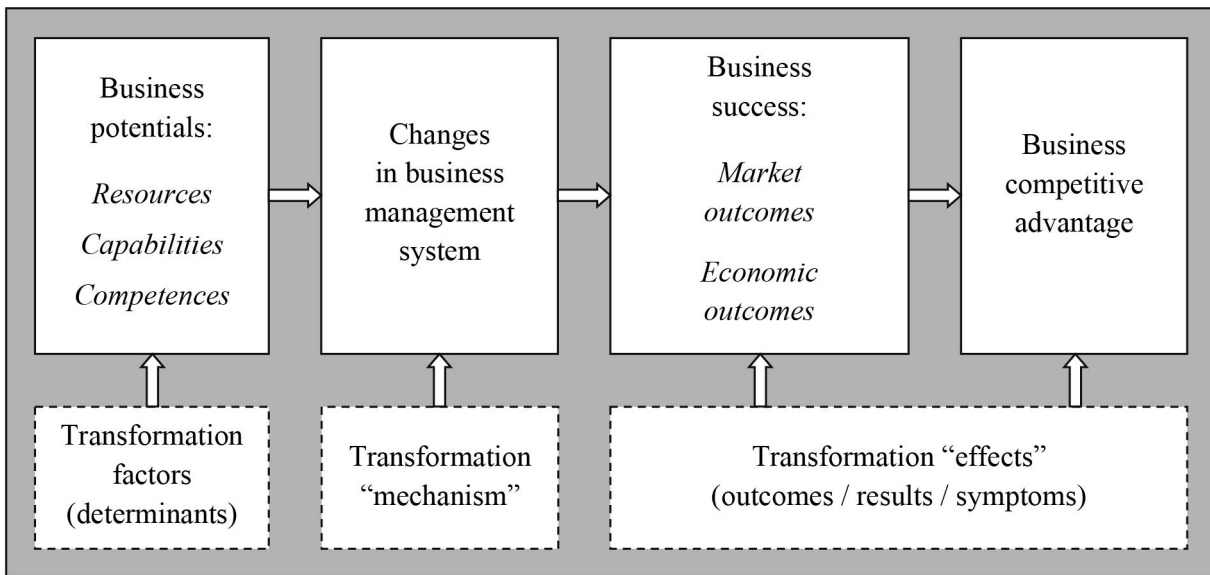 Business
potentials:
Resources
Capabilities
Competences
Changes
in business
management
system
Business
success:
Market
outcomes
Economic
outcomes
Business
competitive
advantage
Transformation
factors
(determinants)
Transformation
“mechanism”
Transformation “effects”
(outcomes / results / symptoms)